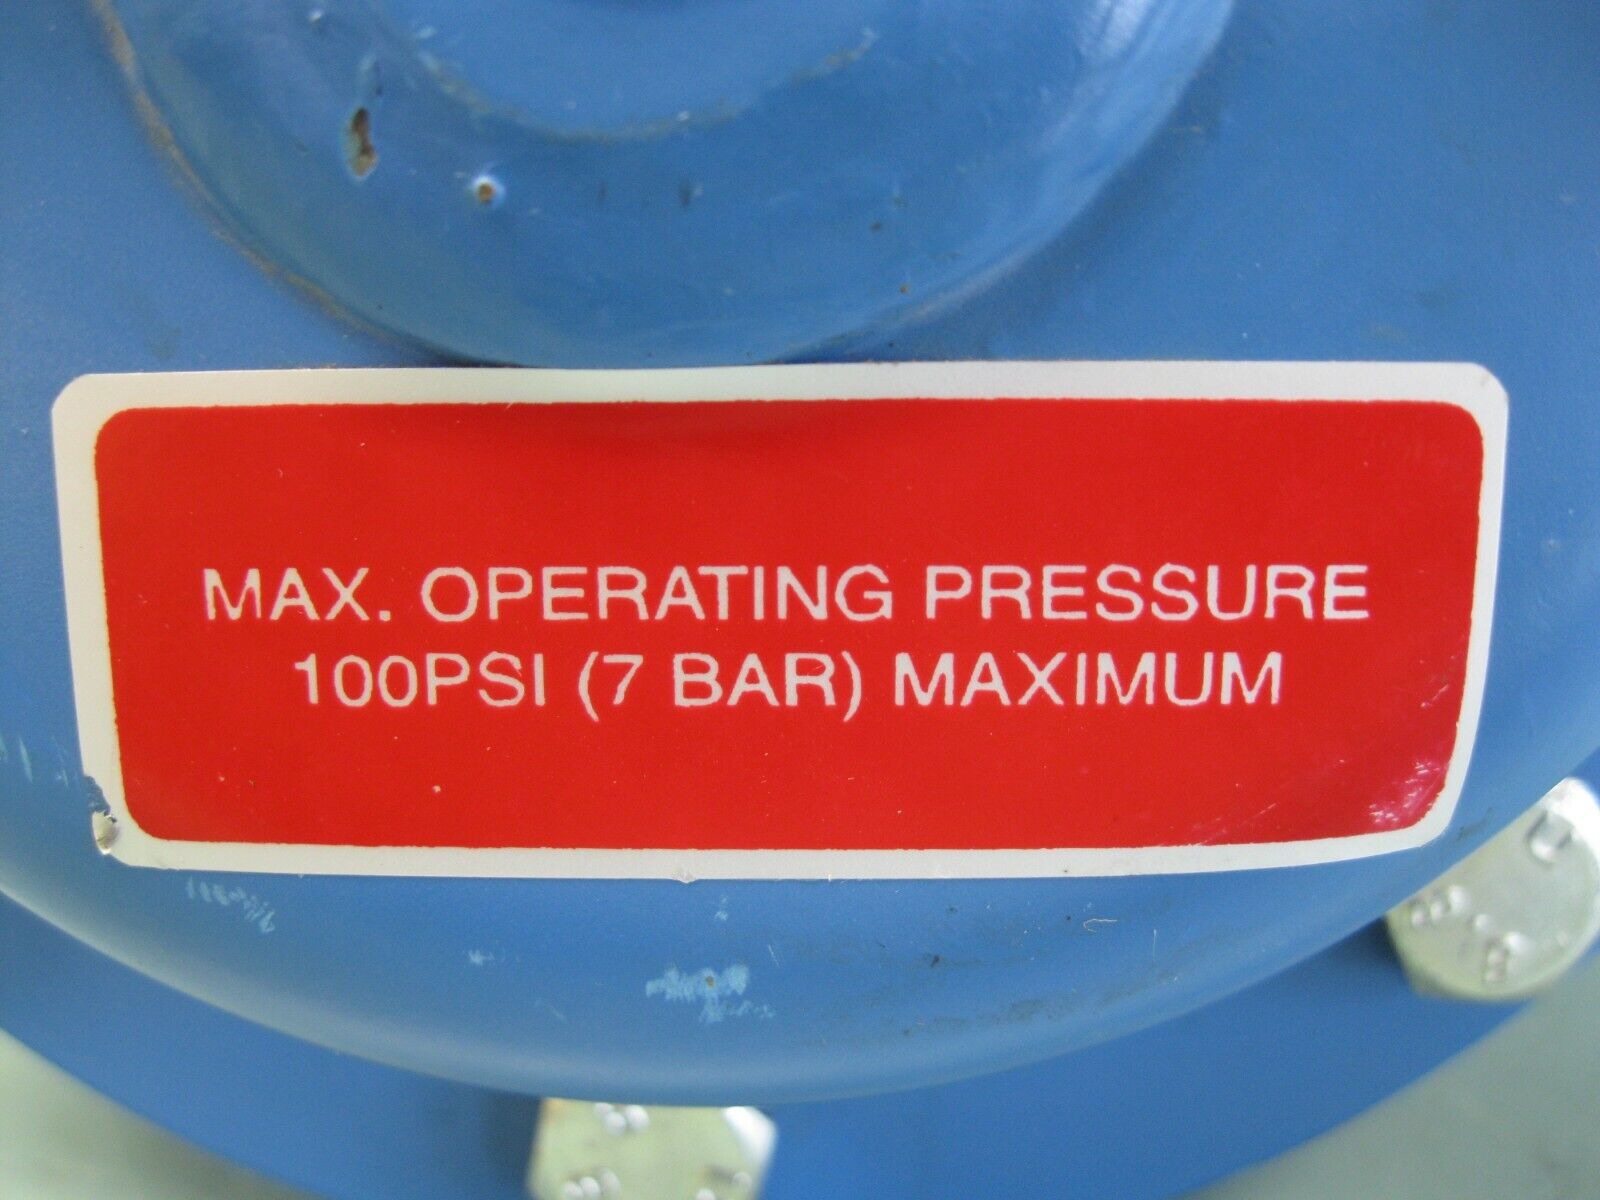 MAX. OPERATING PRESSURE
100PSI (7 BAR) MAXIMUM